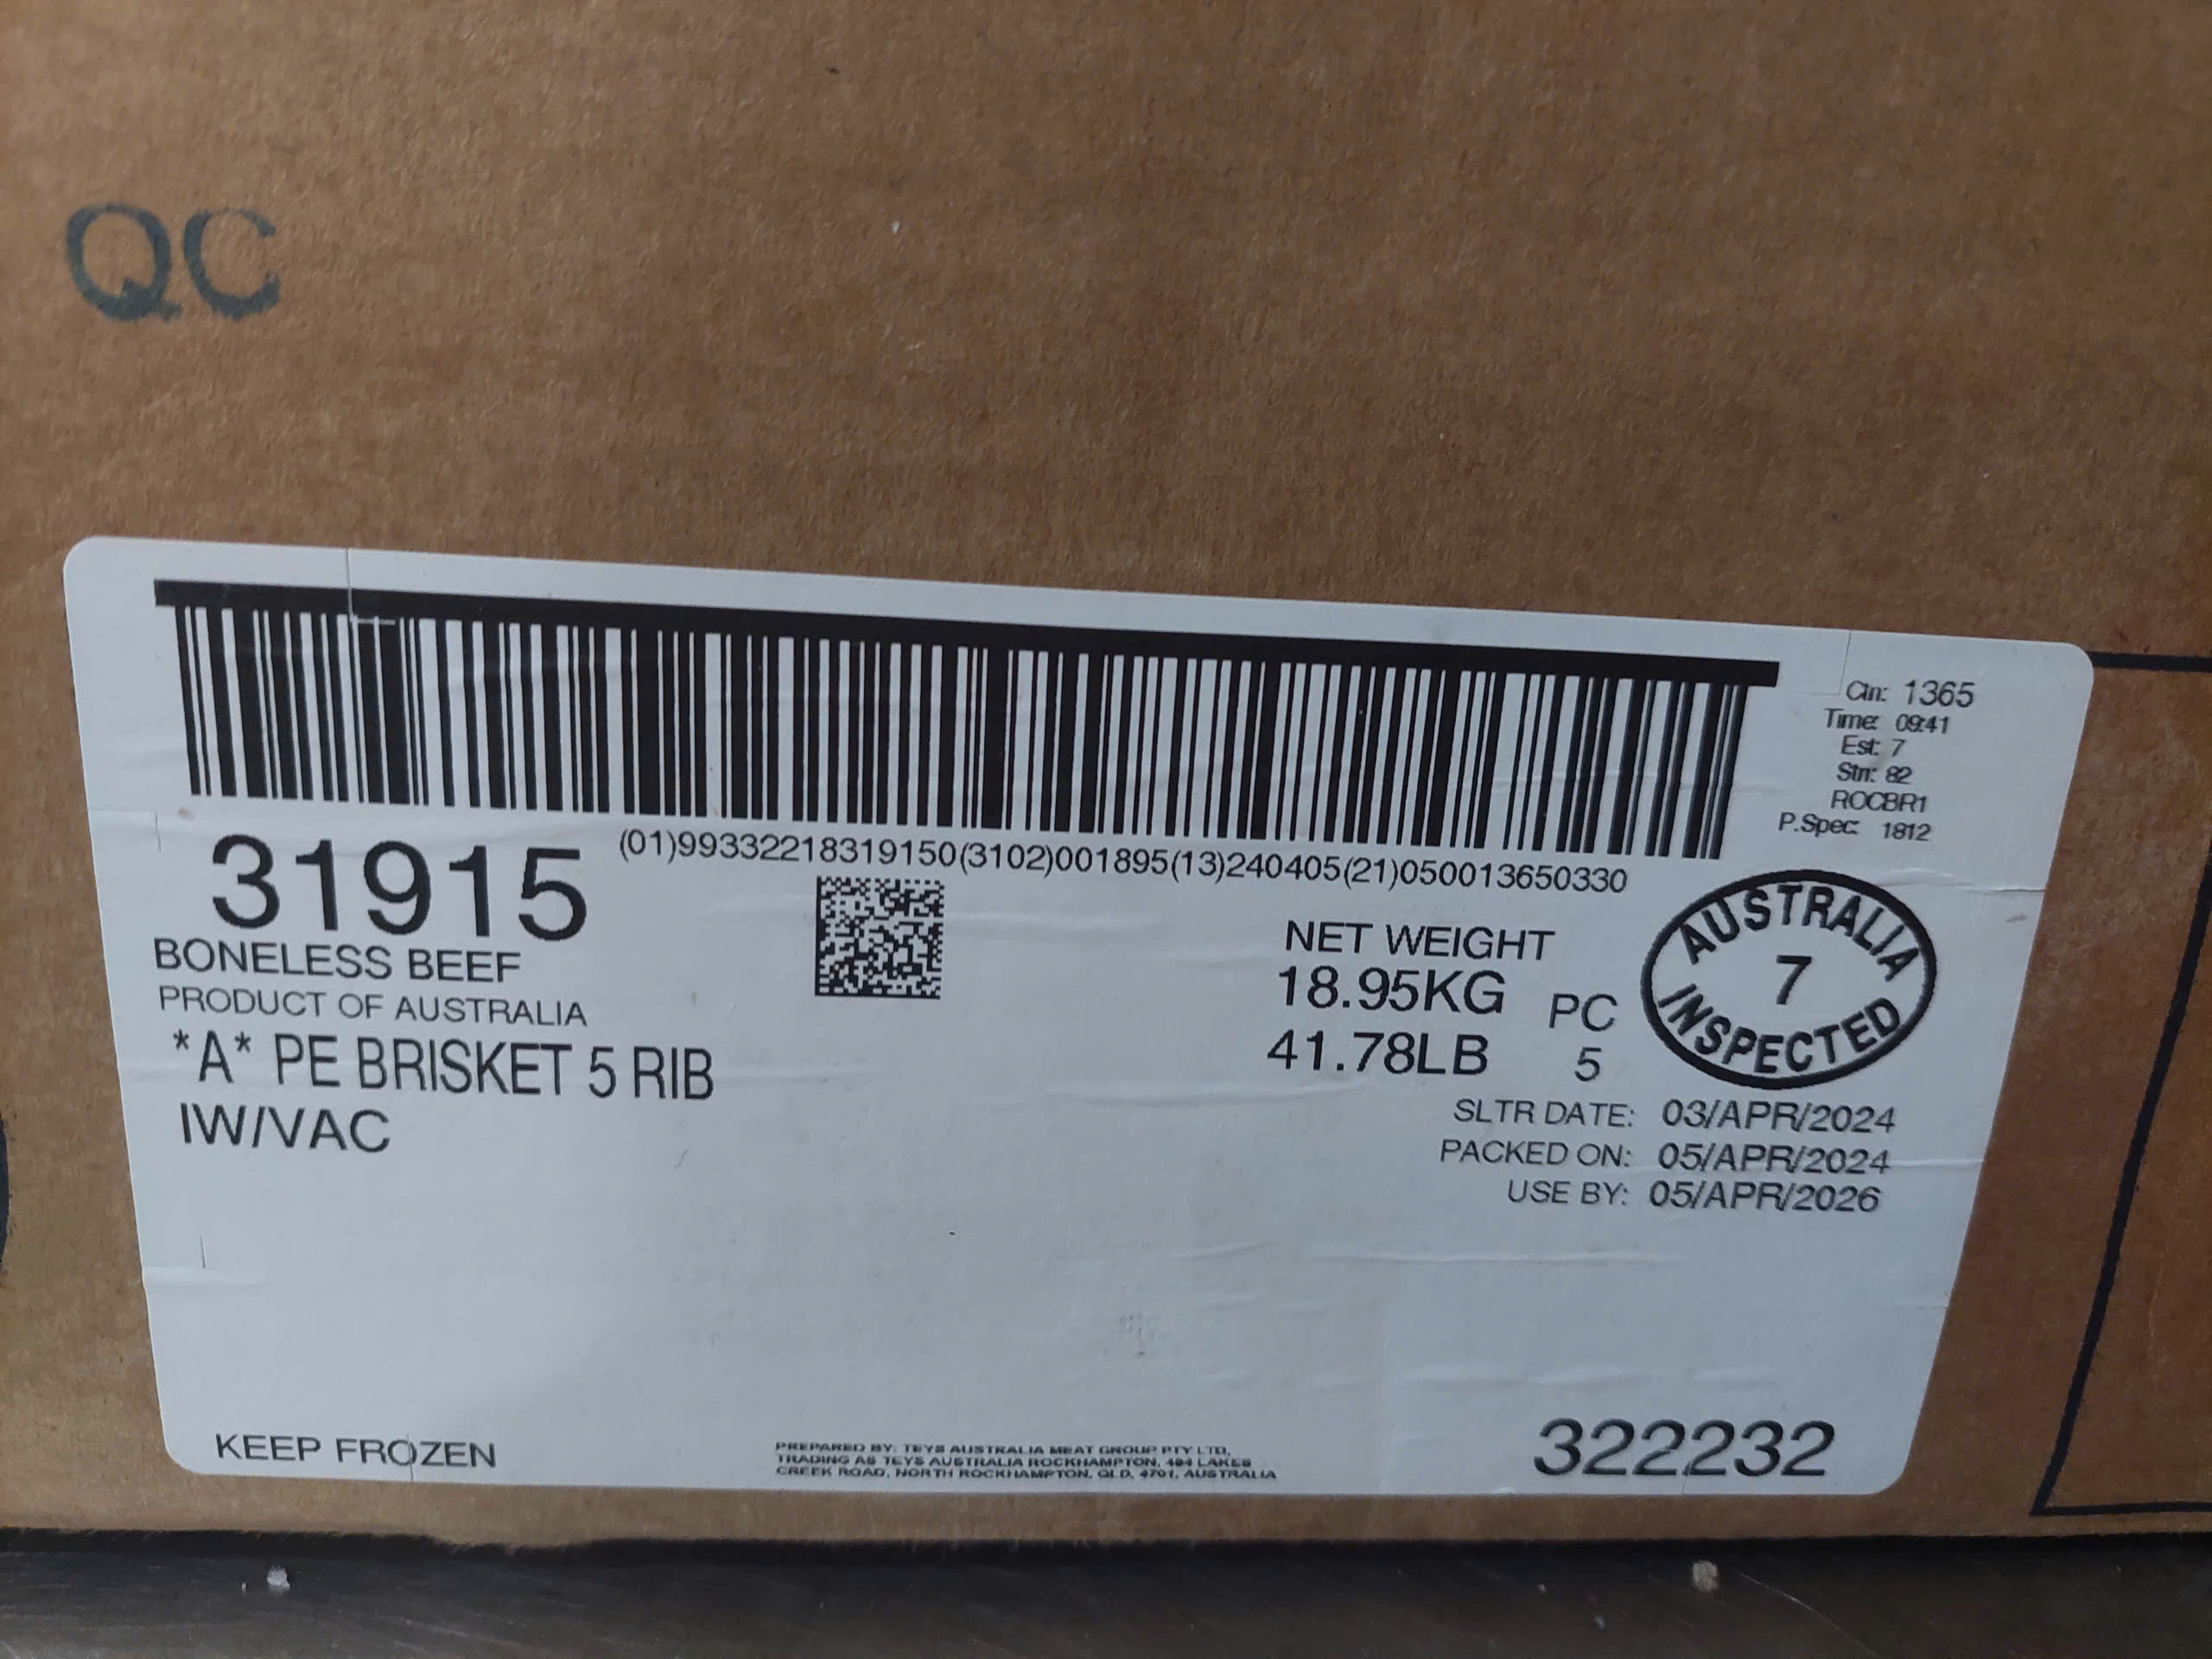 QC
Ctn: 1365
Time: 09:41
Est: 7
Stn: 82
ROCBR1
P.Spec: 1812
(01)99332218319150(3102)001895(13)240405(21)050013650330
31915
BONELESS BEEF
PRODUCT OF AUSTRALIA
*A* PE BRISKET 5 RIB
IW/VAC
NET WEIGHT
18.95KG PC
41.78LB 5
AUSTRALIA
7
INSPECTED
SLTR DATE: 03/APR/2024
PACKED ON: 05/APR/2024
USE BY: 05/APR/2026
KEEP FROZEN
PREPARED BY: TEYS AUSTRALIA MEAT GROUP PTY LTD,
TRADING AS TEYS AUSTRALIA ROCKHAMPTON, 494 LAKES
CREEK ROAD, NORTH ROCKHAMPTON, QLD, 4701, AUSTRALIA
322232